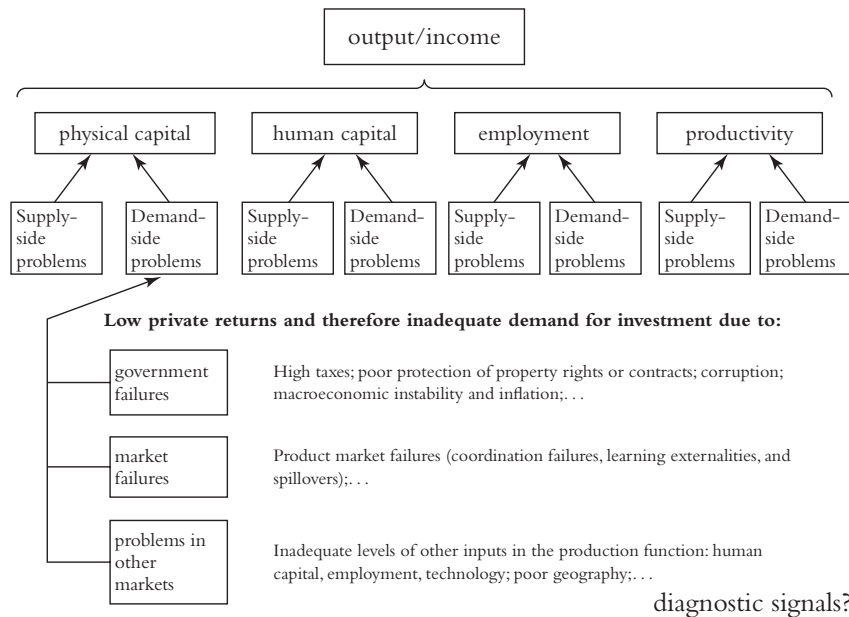 output/income
physical capital
human capital
employment
productivity
Supply-
side
problems
Demand-
side
problems
Supply-
side
problems
Demand-
side
problems
Supply-
side
problems
Demand-
side
problems
Supply-
side
problems
Demand-
side
problems
Low private returns and therefore inadequate demand for investment due to:
government
failures
High taxes; poor protection of property rights or contracts; corruption;
macroeconomic instability and inflation;. . .
market
failures
Product market failures (coordination failures, learning externalities, and
spillovers);. . .
problems in
other
markets
Inadequate levels of other inputs in the production function: human
capital, employment, technology; poor geography;. . .
diagnostic signals?